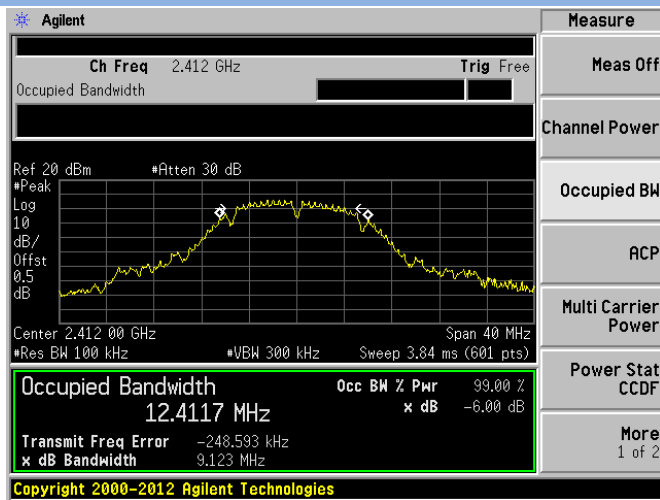 Agilent
Measure
Ch Freq 2.412 GHz Trig Free
Occupied Bandwidth
Meas Off
Channel Power
Ref 20 dBm #Atten 30 dB
#Peak
Log
10
dB/
Offst
0.5
dB
Occupied BW
ACP
Multi Carrier
Power
Center 2.412 00 GHz Span 40 MHz
#Res BW 100 kHz #VBW 300 kHz Sweep 3.84 ms (601 pts)
Occupied Bandwidth Occ BW % Pwr 99.00 %
12.4117 MHz x dB -6.00 dB
Transmit Freq Error -248.593 kHz
x dB Bandwidth 9.123 MHz
Power Stat
CCDF
More
1 of 2
Copyright 2000-2012 Agilent Technologies